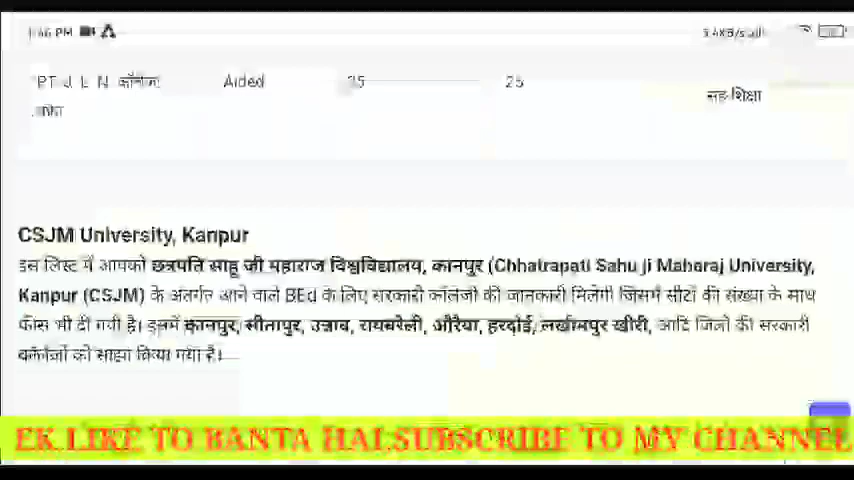 PM
Aided 25
सह-शिक्षा
CSJM University, Kanpur
इस लिस्ट में आपको छत्रपति साहू जी महाराज विश्वविद्यालय, कानपुर (Chhatrapati Sahu Ji Maharaj University,
Kanpur (CSJM) के अंतर्गत आने वाले BEd के लिए सरकारी कॉलेजों की जानकारी मिलेगी जिसमें सीटों की संख्या के साथ
फीस भी दी गयी है। इनमें कानपुर, सीतापुर, उन्नाव, रायबरेली, औरैया, हरदोई, लखीमपुर खीरी, आदि जिलों की सरकारी
कॉलेजों को साझा किया गया है।
EK LIKE TO BANTA HAI.SUBSCRIBE TO MY CHANNEL